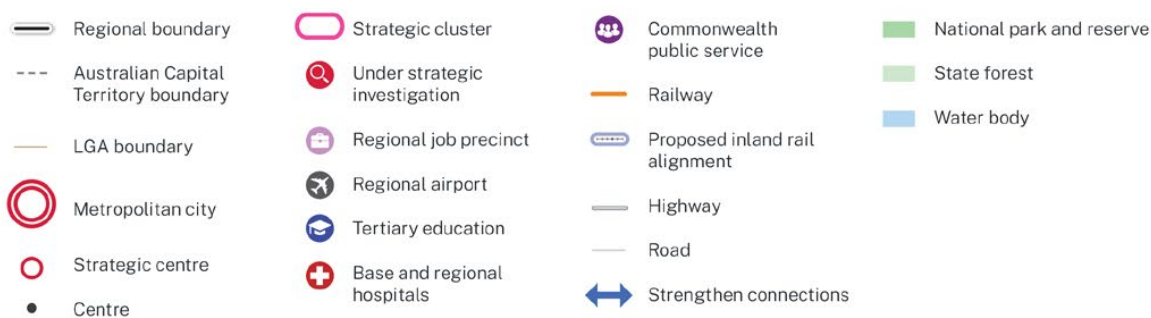 Regional boundary
Australian Capital
Territory boundary
LGA boundary
Metropolitan city
Strategic centre
Centre
Strategic cluster
Under strategic
investigation
Regional job precinct
Regional airport
Tertiary education
Base and regional
hospitals
Commonwealth
public service
Railway
Proposed inland rail
alignment
Highway
Road
Strengthen connections
National park and reserve
State forest
Water body